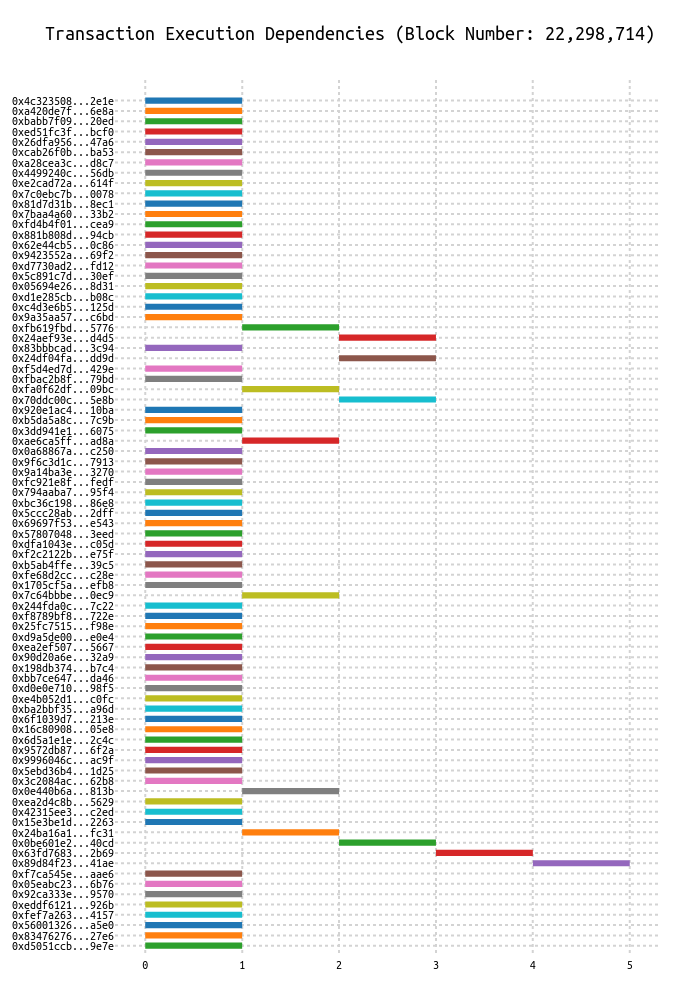 Transaction Execution Dependencies (Block Number: 22,298,714)
0x4c323508...2e1e
0xa420de7f...6e8a
0xbabb7f09...20ed
0xed51fc3f...bcf0
0x26dfa956...47a6
0xcab26f0b...ba53
0xa28cea3c...d8c7
0x4499240c...56db
0xe2cad72a...614f
0x7c0ebc7b...0078
0x81d7d31b...8ec1
0x7baa4a60...33b2
0xfd4b4f01...cea9
0x881b808d...94cb
0x62e44cb5...0c86
0x9423552a...69f2
0xd7730ad2...fd12
0x5c891c7d...30ef
0x05694e26...8d31
0xd1e285cb...b08c
0xc4d3e6b5...125d
0x9a35aa57...c6bd
0xfb619fbd...5776
0x24aef93e...d4d5
0x83bbbcad...3c94
0x24df04fa...dd9d
0xf5d4ed7d...429e
0xfbac2b8f...79bd
0xfa0f62df...09bc
0x70ddc00c...5e8b
0x920e1ac4...10ba
0xb5da5a8c...7c9b
0x3dd941e1...6075
0xae6ca5ff...ad8a
0x0a68867a...c250
0x9f6c3d1c...7913
0x9a14ba3e...3270
0xfc921e8f...fedf
0x794aaba7...95f4
0xbc36c198...86e8
0x5ccc28ab...2dff
0x69697f53...e543
0x57807048...3eed
0xdfa1043e...c05d
0xf2c2122b...e75f
0xb5ab4ffe...39c5
0xfe68d2cc...c28e
0x1705cf5a...efb8
0x7c64bbbe...0ec9
0x244fda0c...7c22
0xf8789bf8...722e
0x25fc7515...f98e
0xd9a5de00...e0e4
0xea2ef507...5667
0x90d20a6e...32a9
0x198db374...b7c4
0xbb7ce647...da46
0xd0e0e710...98f5
0xe4b052d1...c0fc
0xba2bbf35...a96d
0x6f1039d7...213e
0x16c80908...05e8
0x6d5a1e1e...2c4c
0x9572db87...6f2a
0x9996046c...ac9f
0x5ebd36b4...1d25
0x3c2084ac...62b8
0x0e440b6a...813b
0xea2d4c8b...5629
0x42315ee3...c2ed
0x15e3be1d...2263
0x24ba16a1...fc31
0x0be601e2...40cd
0x63fd7683...2b69
0x89d84f23...41ae
0xf7ca545e...aae6
0x05eabc23...6b76
0x92ca333e...9570
0xeddf6121...926b
0xfef7a263...4157
0x56001326...a5e0
0x83476276...27e6
0xd5051ccb...9e7e
0 1 2 3 4 5